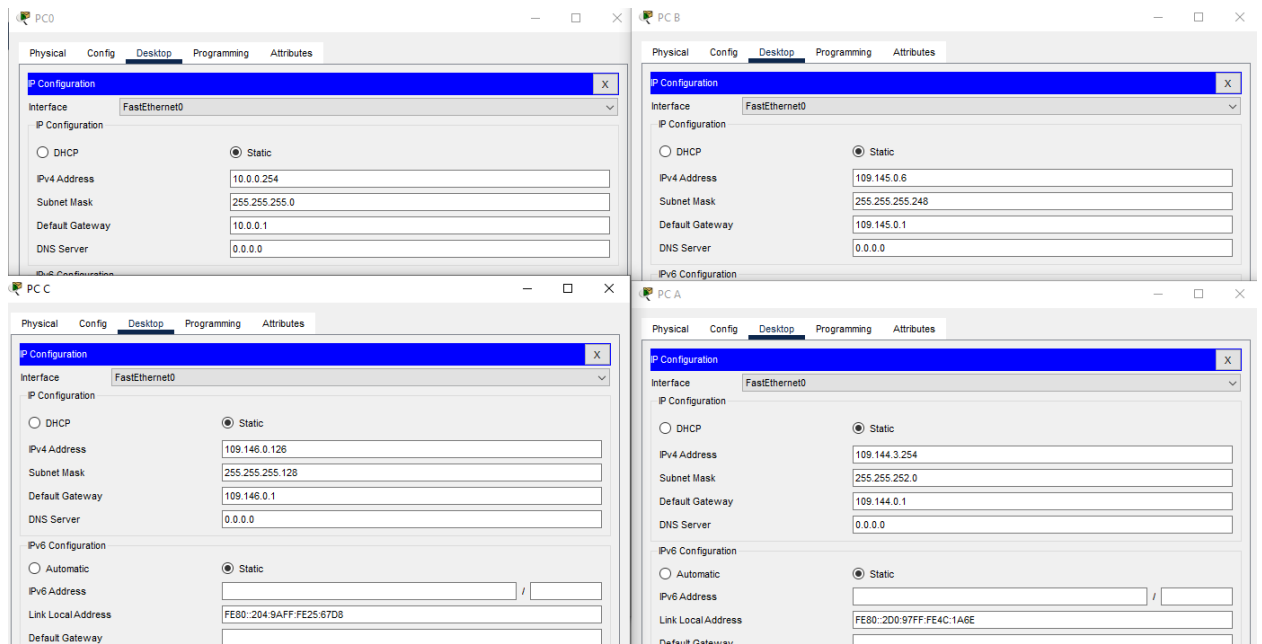 PC0
Physical Config Desktop Programming Attributes
IP Configuration X
Interface FastEthernet0
IP Configuration
DHCP Static
IPv4 Address 10.0.0.254
Subnet Mask 255.255.255.0
Default Gateway 10.0.0.1
DNS Server 0.0.0.0
IPv6 Configuration
PC B
Physical Config Desktop Programming Attributes
IP Configuration X
Interface FastEthernet0
IP Configuration
DHCP Static
IPv4 Address 109.145.0.6
Subnet Mask 255.255.255.248
Default Gateway 109.145.0.1
DNS Server 0.0.0.0
IPv6 Configuration
PC C
Physical Config Desktop Programming Attributes
IP Configuration X
Interface FastEthernet0
IP Configuration
DHCP Static
IPv4 Address 109.146.0.126
Subnet Mask 255.255.255.128
Default Gateway 109.146.0.1
DNS Server 0.0.0.0
IPv6 Configuration
Automatic Static
IPv6 Address /
Link Local Address FE80::204:9AFF:FE25:67D8
Default Gateway
PC A
Physical Config Desktop Programming Attributes
IP Configuration X
Interface FastEthernet0
IP Configuration
DHCP Static
IPv4 Address 109.144.3.254
Subnet Mask 255.255.252.0
Default Gateway 109.144.0.1
DNS Server 0.0.0.0
IPv6 Configuration
Automatic Static
IPv6 Address /
Link Local Address FE80::2D0:97FF:FE4C:1A6E
Default Gateway